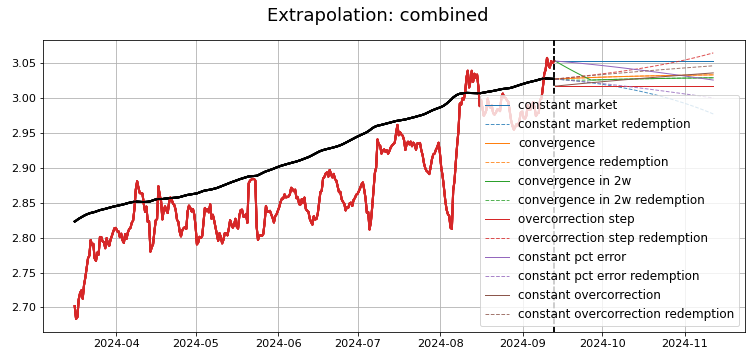 Extrapolation: combined
3.05
3.00
2.95
2.90
2.85
2.80
2.75
2.70
constant market
constant market redemption
convergence
convergence redemption
convergence in 2w
convergence in 2w redemption
overcorrection step
overcorrection step redemption
constant pct error
constant pct error redemption
constant overcorrection
constant overcorrection redemption
2024-04 2024-05 2024-06 2024-07 2024-08 2024-09 2024-10 2024-11